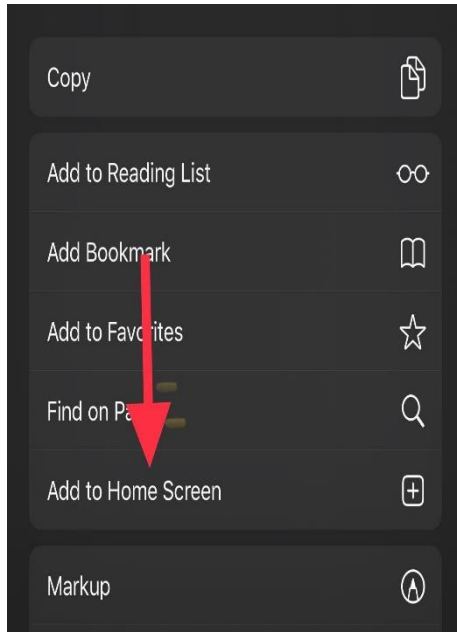 Copy
Add to Reading List
Add Bookmark
Add to Favorites
Find on
Add to Home Screen
Markup